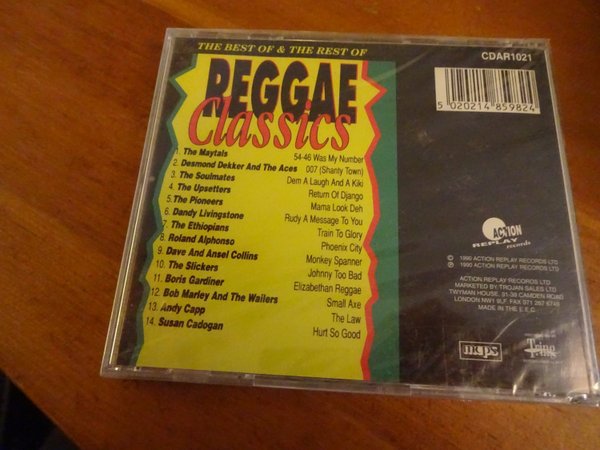 THE BEST OF & THE REST OF
REGGAE
Classics
1. The Maytals 54-46 Was My Number
2. Desmond Dekker And The Aces 007 (Shanty Town)
3. The Soulmates Dem A Laugh And A Kiki
4. The Upsetters Return Of Django
5. The Pioneers Mama Look Deh
6. Dandy Livingstone Rudy A Message To You
7. The Ethiopians Train To Glory
8. Roland Alphonso Phoenix City
9. Dave And Ansel Collins Monkey Spanner
10. The Slickers Johnny Too Bad
11. Boris Gardiner Elizabethan Reggae
12. Bob Marley And The Wailers Small Axe
13. Andy Capp The Law
14. Susan Cadogan Hurt So Good
CDAR1021
5 020214 859824
ACTION
REPLAY
records
© 1990 ACTION REPLAY RECORDS LTD
℗ 1990 ACTION REPLAY RECORDS LTD
ACTION REPLAY RECORDS LTD
MARKETED BY: TROJAN SALES LTD
TWYMAN HOUSE, 31-39 CAMDEN ROAD
LONDON NW1 9LF FAX 071 267 6746
MADE IN THE E.E.C.
mcps